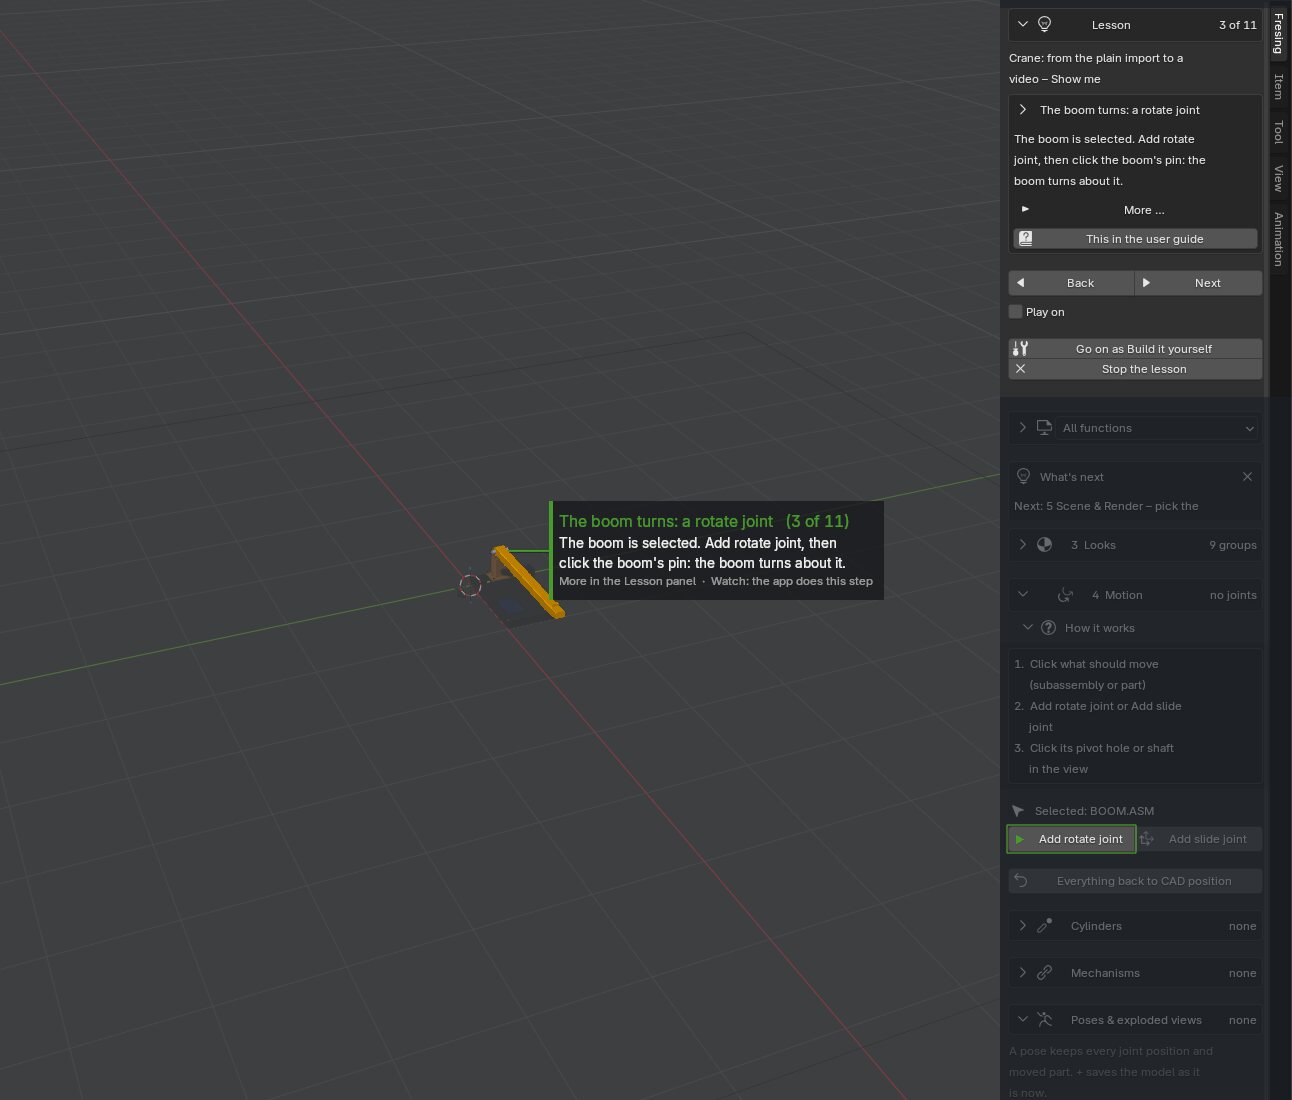 Lesson 3 of 11
Crane: from the plain import to a
video – Show me
The boom turns: a rotate joint
The boom is selected. Add rotate
joint, then click the boom's pin: the
boom turns about it.
More ...
This in the user guide
Back Next
Play on
Go on as Build it yourself
Stop the lesson
All functions
What's next
Next: 5 Scene & Render – pick the
3 Looks 9 groups
4 Motion no joints
How it works
1. Click what should move
(subassembly or part)
2. Add rotate joint or Add slide
joint
3. Click its pivot hole or shaft
in the view
Selected: BOOM.ASM
Add rotate joint Add slide joint
Everything back to CAD position
Cylinders none
Mechanisms none
Poses & exploded views none
A pose keeps every joint position and
moved part. + saves the model as it
is now.
Fresing
Item
Tool
View
Animation
The boom turns: a rotate joint (3 of 11)
The boom is selected. Add rotate joint, then
click the boom's pin: the boom turns about it.
More in the Lesson panel · Watch: the app does this step